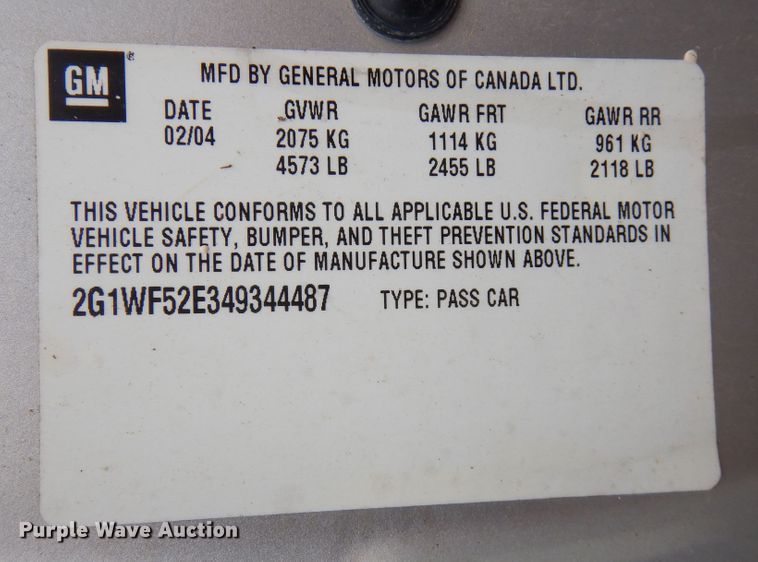 GM
MFD BY GENERAL MOTORS OF CANADA LTD.
DATE GVWR GAWR FRT GAWR RR
02/04 2075 KG 1114 KG 961 KG
4573 LB 2455 LB 2118 LB
THIS VEHICLE CONFORMS TO ALL APPLICABLE U.S. FEDERAL MOTOR
VEHICLE SAFETY, BUMPER, AND THEFT PREVENTION STANDARDS IN
EFFECT ON THE DATE OF MANUFACTURE SHOWN ABOVE.
2G1WF52E349344487 TYPE: PASS CAR
Purple Wave Auction